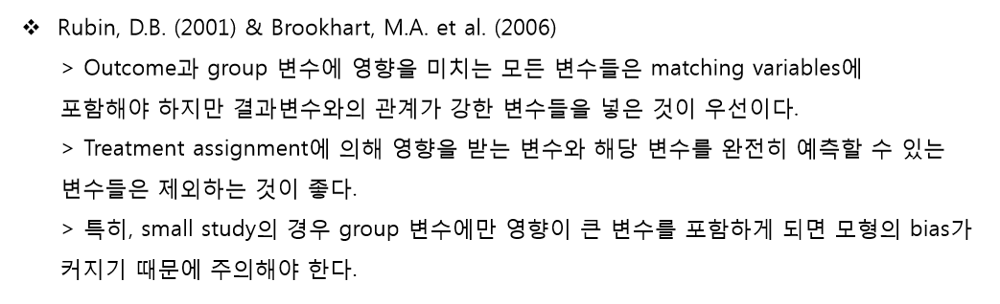 ❖ Rubin, D.B. (2001) & Brookhart, M.A. et al. (2006)
> Outcome과 group 변수에 영향을 미치는 모든 변수들은 matching variables에
포함해야 하지만 결과변수와의 관계가 강한 변수들을 넣은 것이 우선이다.
> Treatment assignment에 의해 영향을 받는 변수와 해당 변수를 완전히 예측할 수 있는
변수들은 제외하는 것이 좋다.
> 특히, small study의 경우 group 변수에만 영향이 큰 변수를 포함하게 되면 모형의 bias가
커지기 때문에 주의해야 한다.